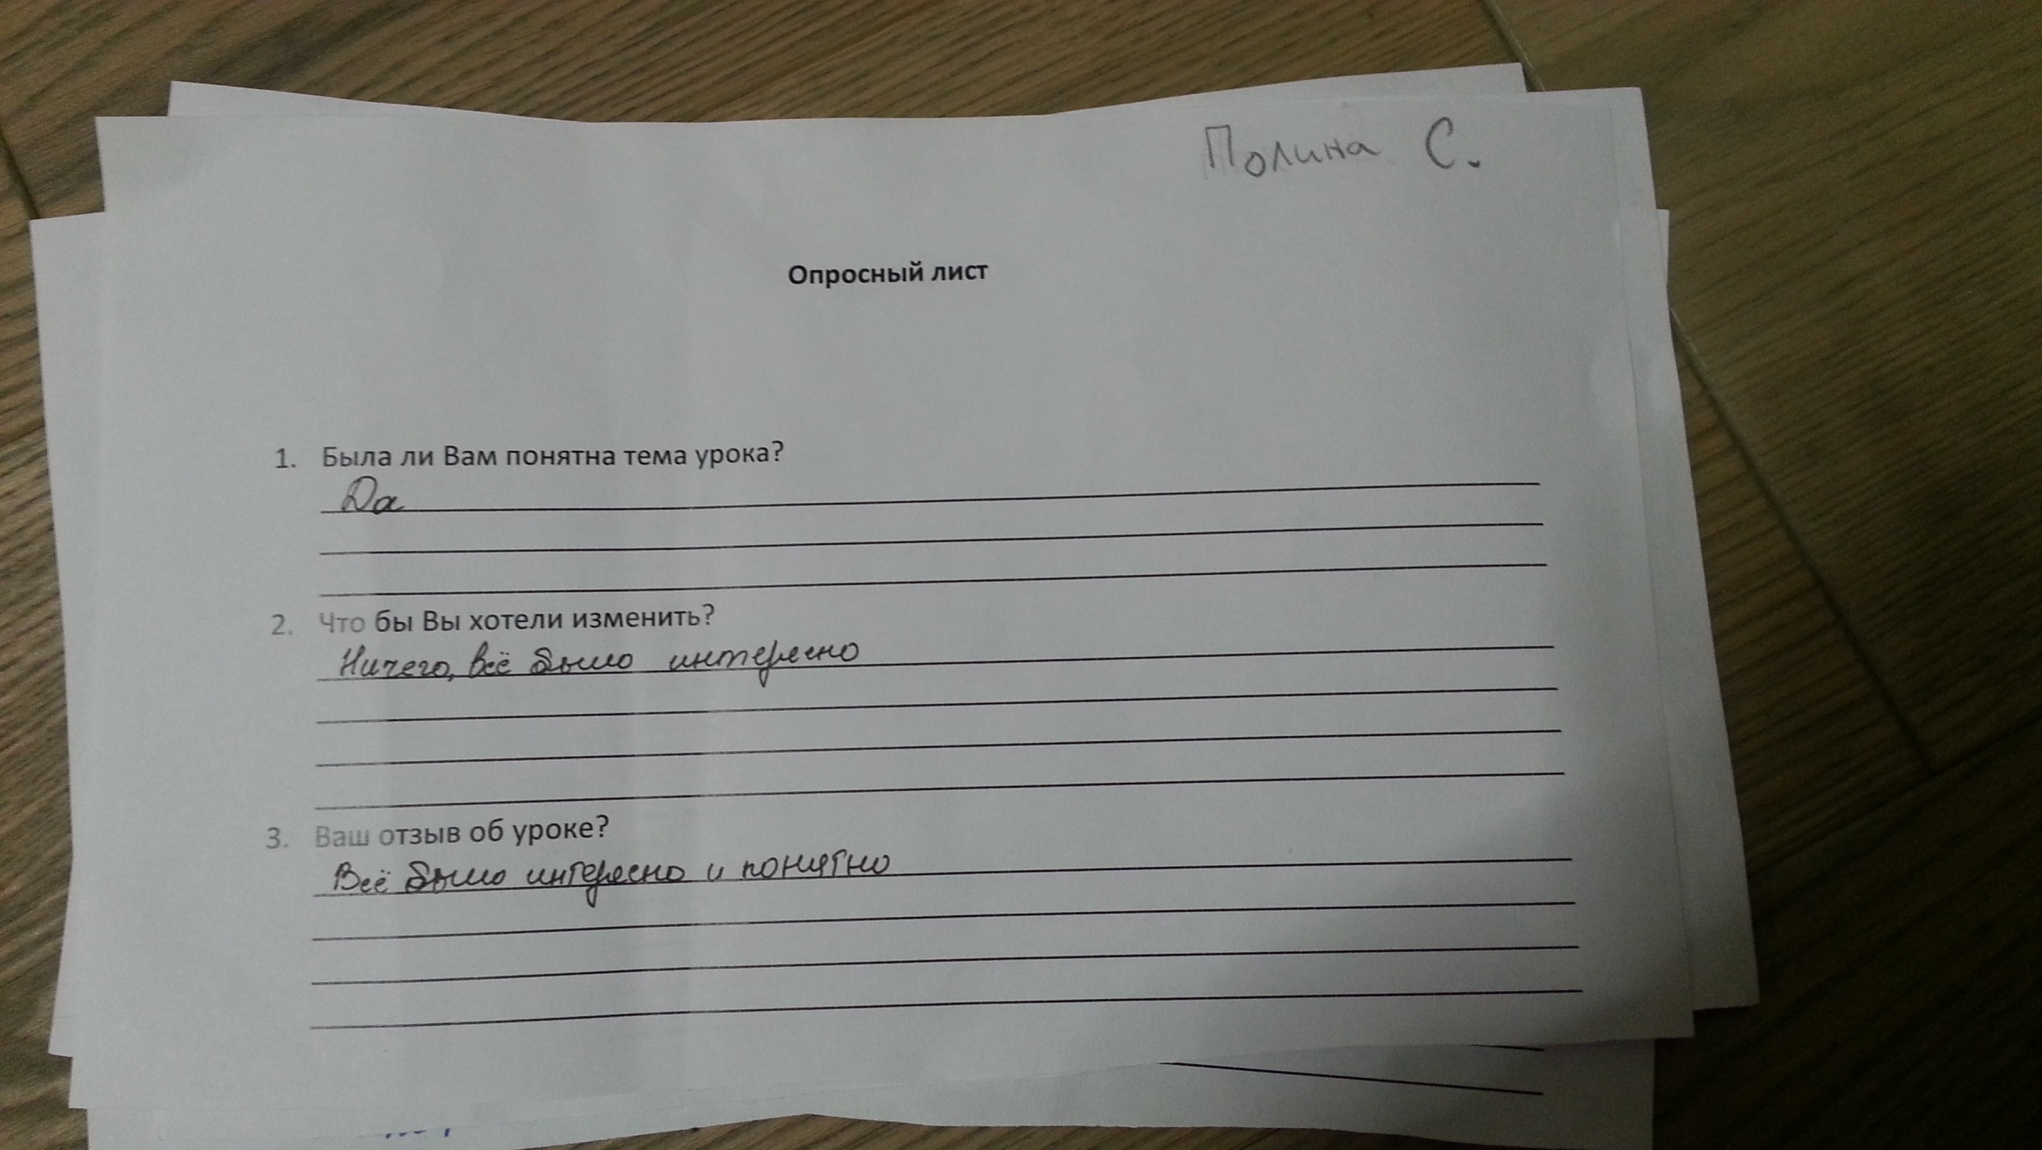 Полина С.
Опросный лист
1. Была ли Вам понятна тема урока?
Да
2. Что бы Вы хотели изменить?
Ничего, всё было интересно
3. Ваш отзыв об уроке?
Всё было интересно и понятно